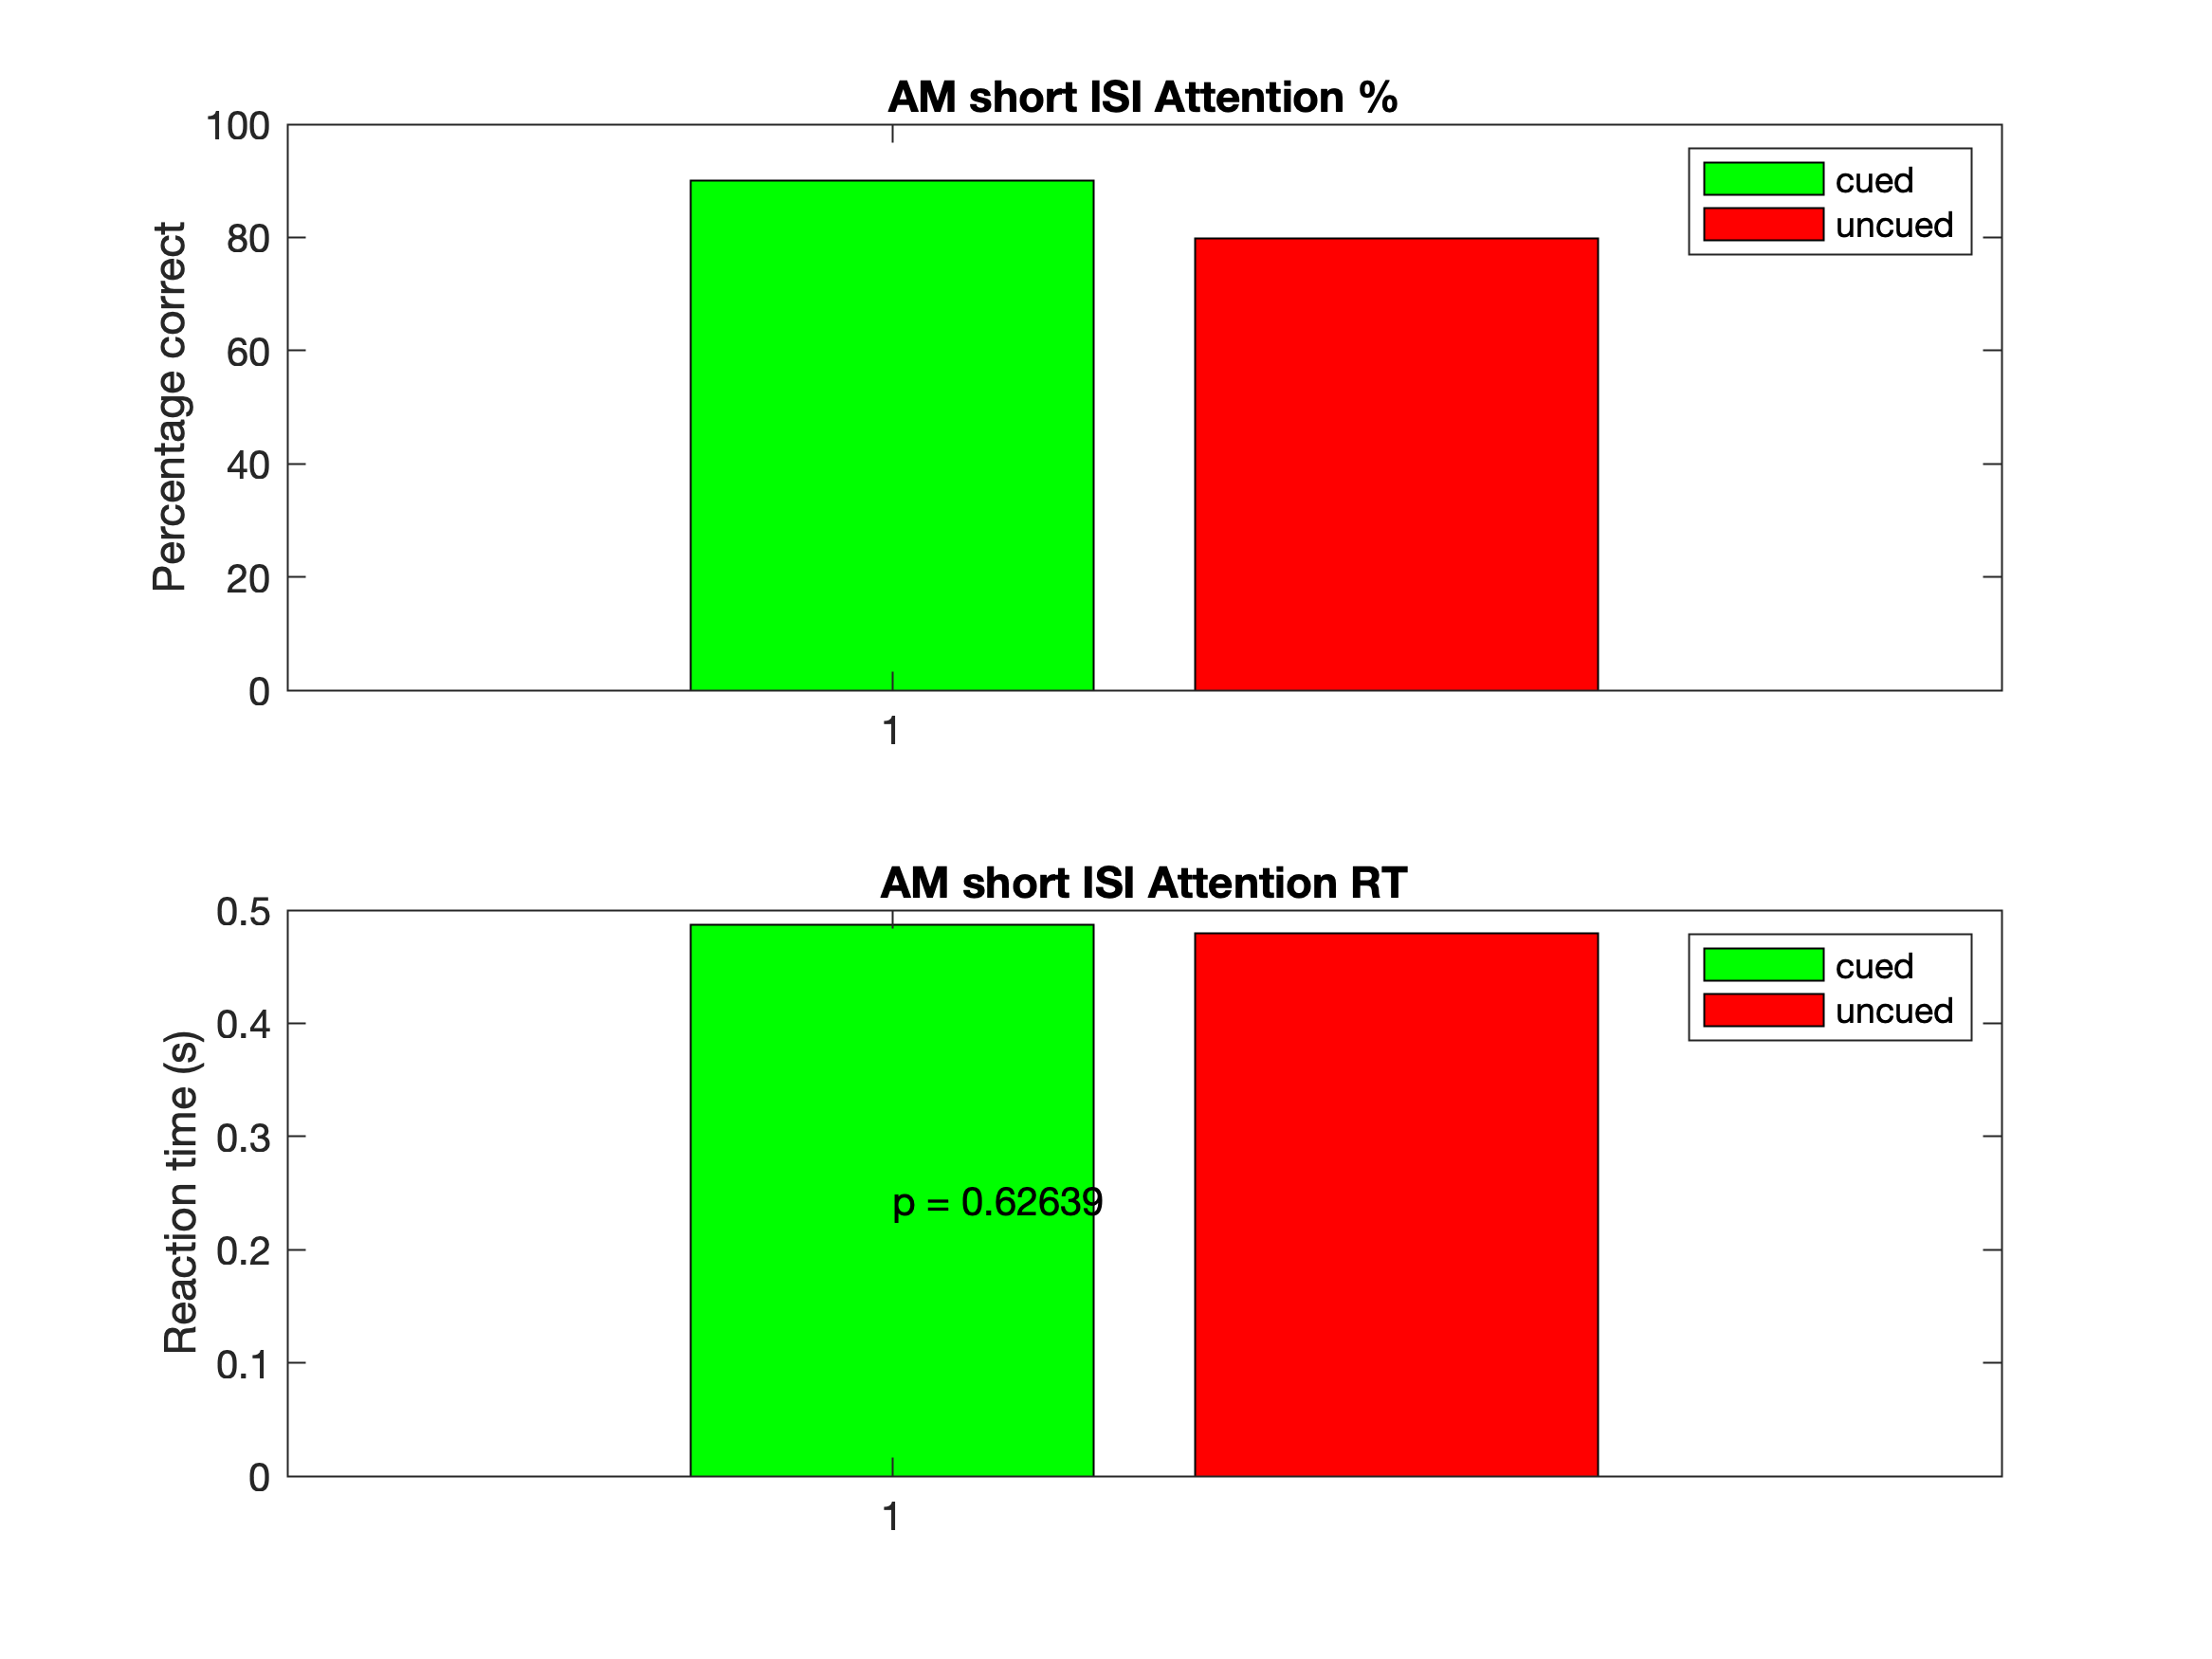 AM short ISI Attention %
100
80
60
40
20
0
Percentage correct
cued
uncued
1
AM short ISI Attention RT
0.5
0.4
0.3
0.2
0.1
0
Reaction time (s)
cued
uncued
p = 0.62639
1